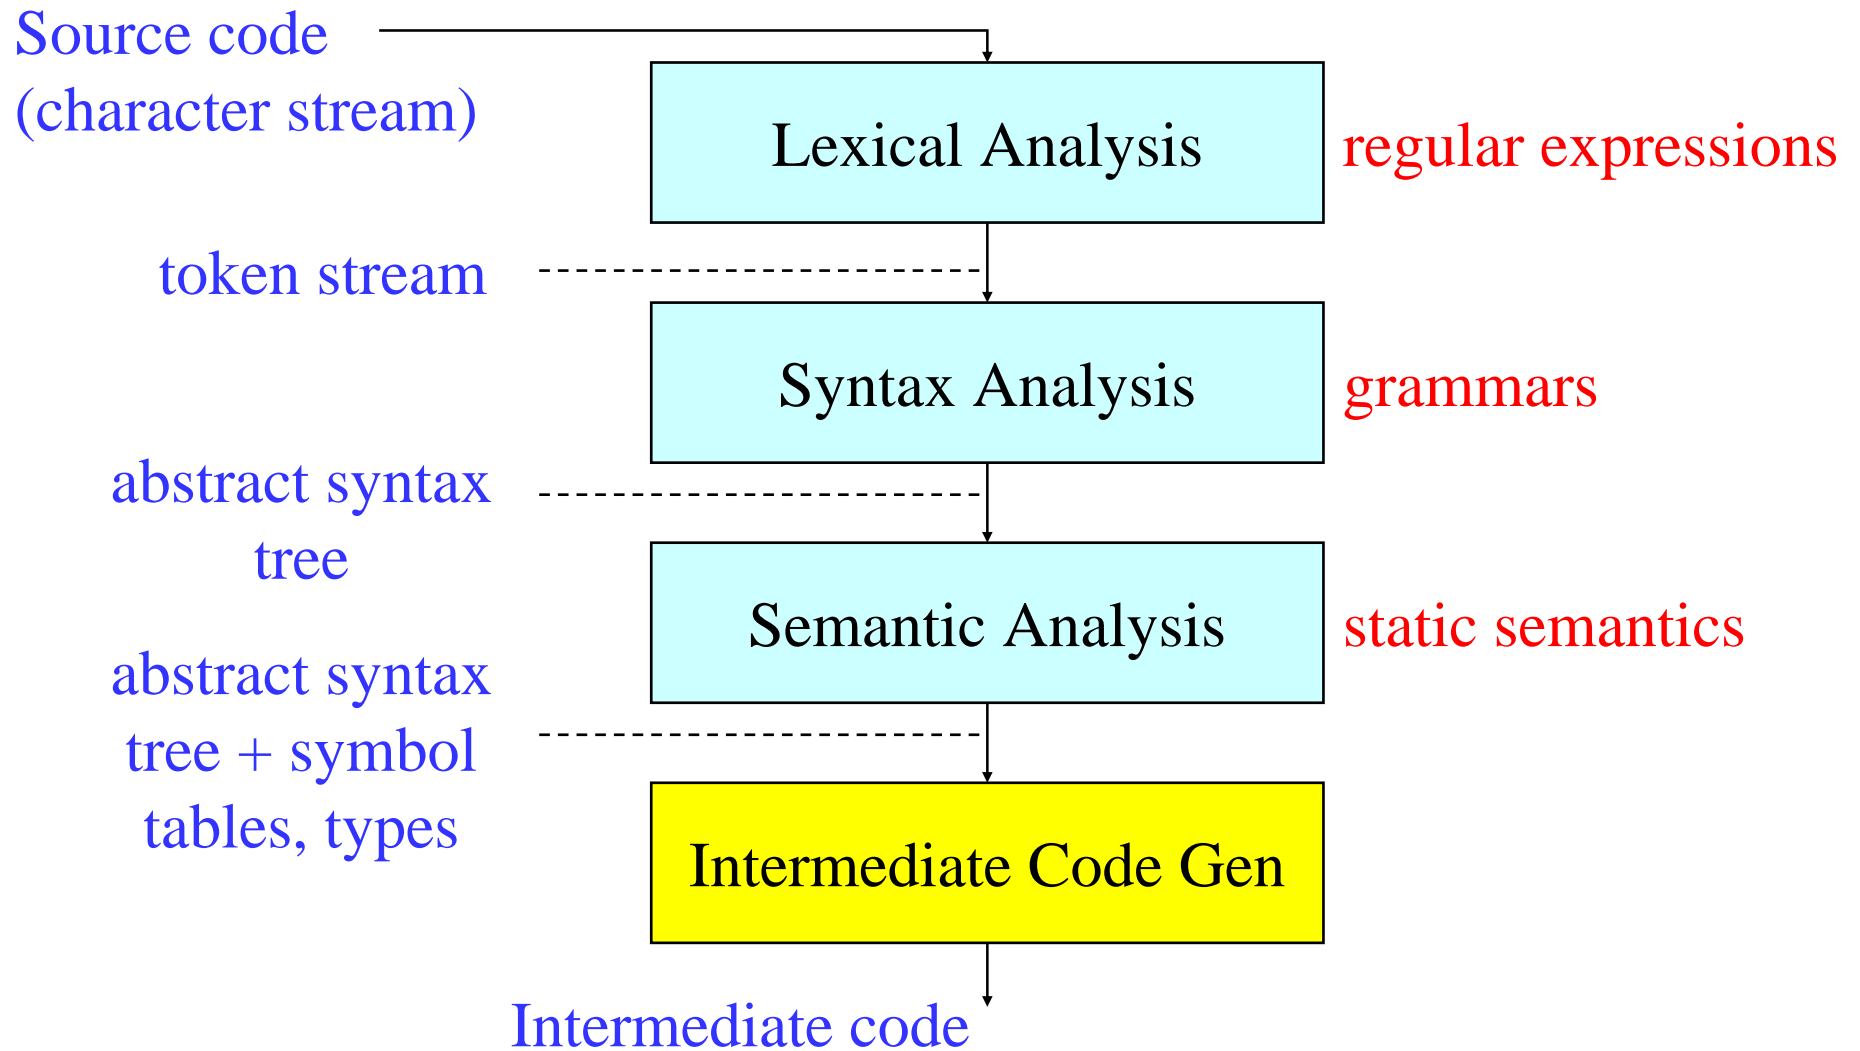 Source code
(character stream)
Lexical Analysis
regular expressions
token stream
Syntax Analysis
grammars
abstract syntax
tree
Semantic Analysis
static semantics
abstract syntax
tree + symbol
tables, types
Intermediate Code Gen
Intermediate code